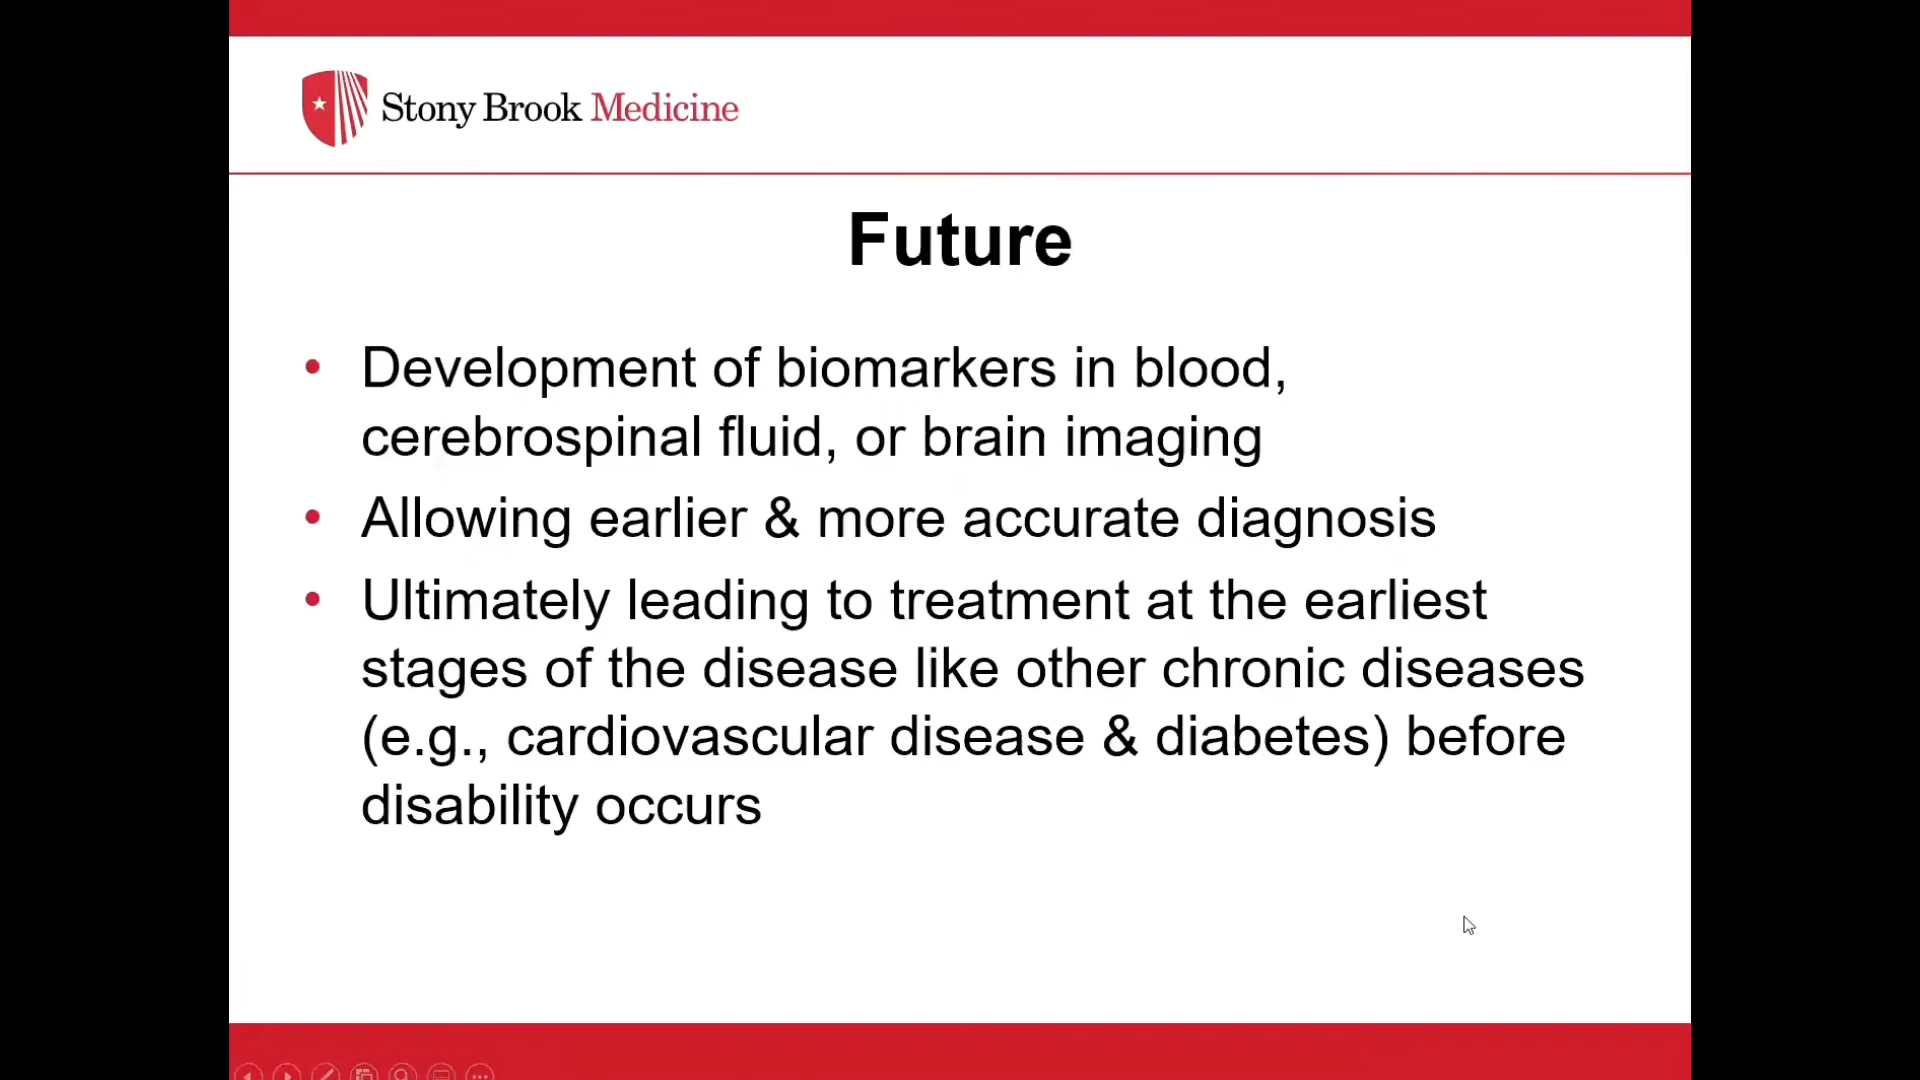 Stony Brook Medicine
Future
• Development of biomarkers in blood,
cerebrospinal fluid, or brain imaging
• Allowing earlier & more accurate diagnosis
• Ultimately leading to treatment at the earliest
stages of the disease like other chronic diseases
(e.g., cardiovascular disease & diabetes) before
disability occurs